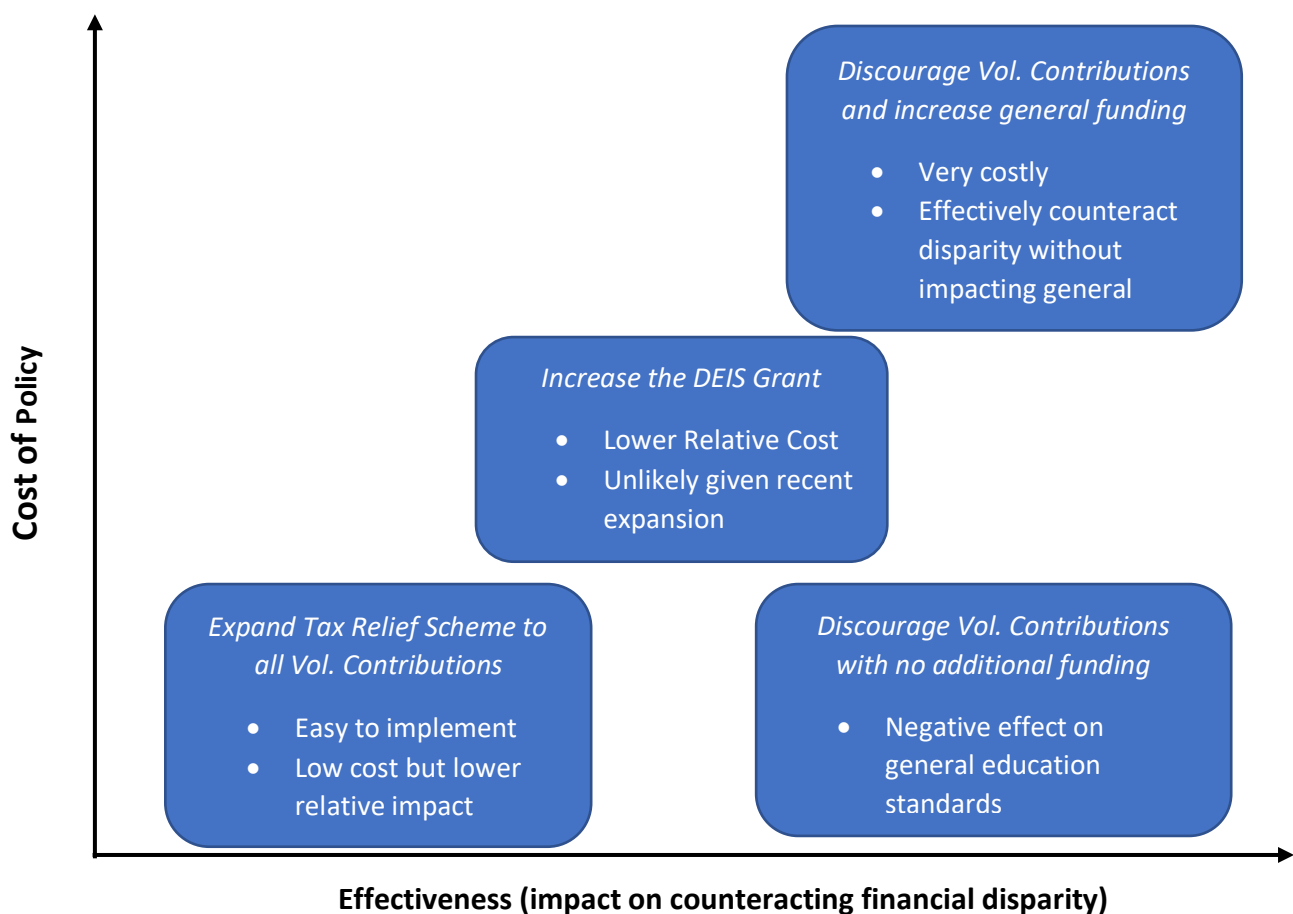 Cost of Policy
Discourage Vol. Contributions
and increase general funding
• Very costly
• Effectively counteract
disparity without
impacting general
Increase the DEIS Grant
• Lower Relative Cost
• Unlikely given recent
expansion
Expand Tax Relief Scheme to
all Vol. Contributions
• Easy to implement
• Low cost but lower
relative impact
Discourage Vol. Contributions
with no additional funding
• Negative effect on
general education
standards
Effectiveness (impact on counteracting financial disparity)